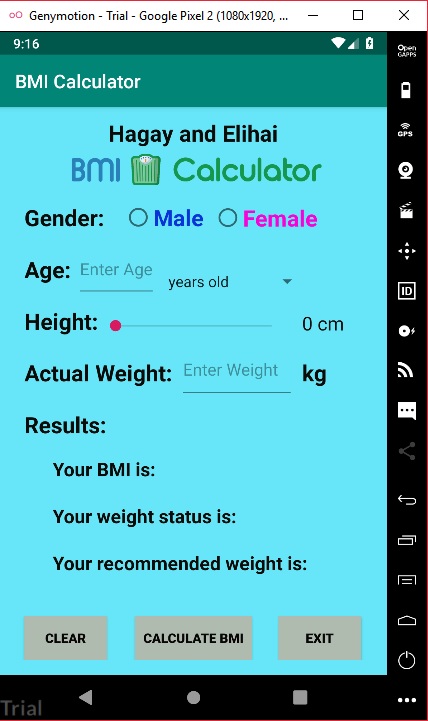 Genymotion - Trial - Google Pixel 2 (1080x1920, ...
9:16
Open GAPPS
BMI Calculator
GPS
Hagay and Elihai
BMI Calculator
Gender: Male Female
Age: Enter Age years old
ID
Height: 0 cm
Actual Weight: Enter Weight kg
Results:
Your BMI is:
Your weight status is:
Your recommended weight is:
CLEAR CALCULATE BMI EXIT
Trial